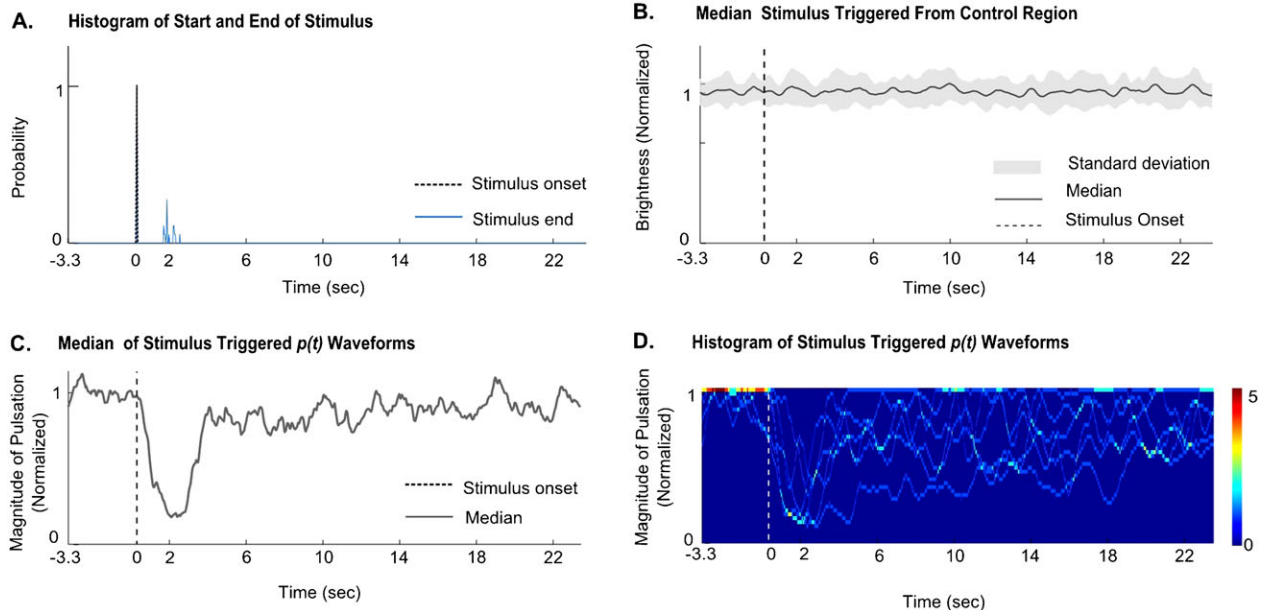 A. Histogram of Start and End of Stimulus
1
Probability
Stimulus onset
Stimulus end
0
-3.3 0 2 6 10 14 18 22
Time (sec)
B. Median Stimulus Triggered From Control Region
1
Brightness (Normalized)
Standard deviation
Median
Stimulus Onset
0
-3.3 0 2 6 10 14 18 22
Time (sec)
C. Median of Stimulus Triggered p(t) Waveforms
1
Magnitude of Pulsation
(Normalized)
Stimulus onset
Median
0
-3.3 0 2 6 10 14 18 22
Time (sec)
D. Histogram of Stimulus Triggered p(t) Waveforms
1
Magnitude of Pulsation
(Normalized)
5
0
0
-3.3 0 2 6 10 14 18 22
Time (sec)